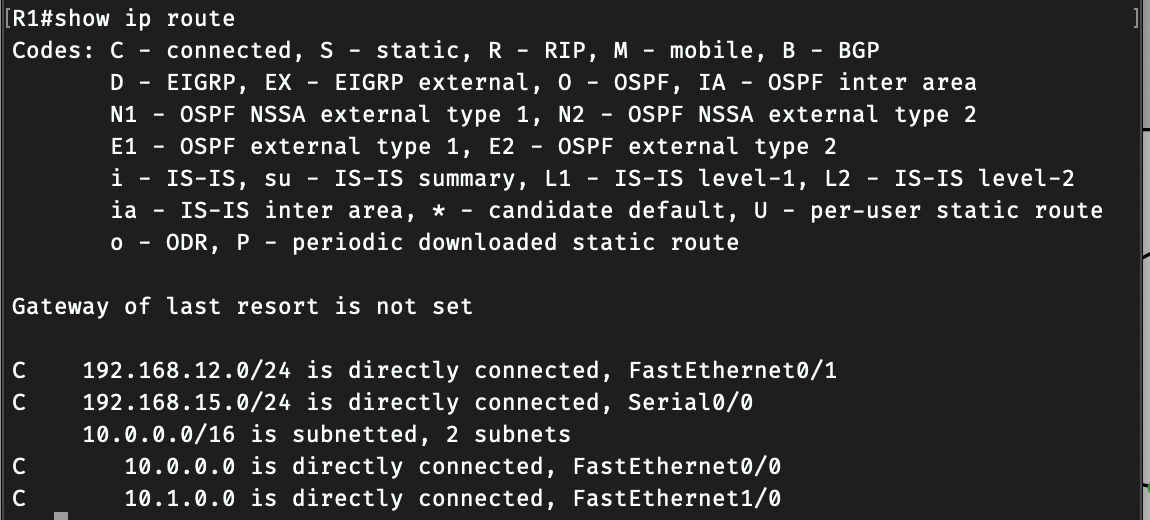 [R1#show ip route ]
Codes: C - connected, S - static, R - RIP, M - mobile, B - BGP
       D - EIGRP, EX - EIGRP external, O - OSPF, IA - OSPF inter area
       N1 - OSPF NSSA external type 1, N2 - OSPF NSSA external type 2
       E1 - OSPF external type 1, E2 - OSPF external type 2
       i - IS-IS, su - IS-IS summary, L1 - IS-IS level-1, L2 - IS-IS level-2
       ia - IS-IS inter area, * - candidate default, U - per-user static route
       o - ODR, P - periodic downloaded static route

Gateway of last resort is not set

C    192.168.12.0/24 is directly connected, FastEthernet0/1
C    192.168.15.0/24 is directly connected, Serial0/0
     10.0.0.0/16 is subnetted, 2 subnets
C       10.0.0.0 is directly connected, FastEthernet0/0
C       10.1.0.0 is directly connected, FastEthernet1/0